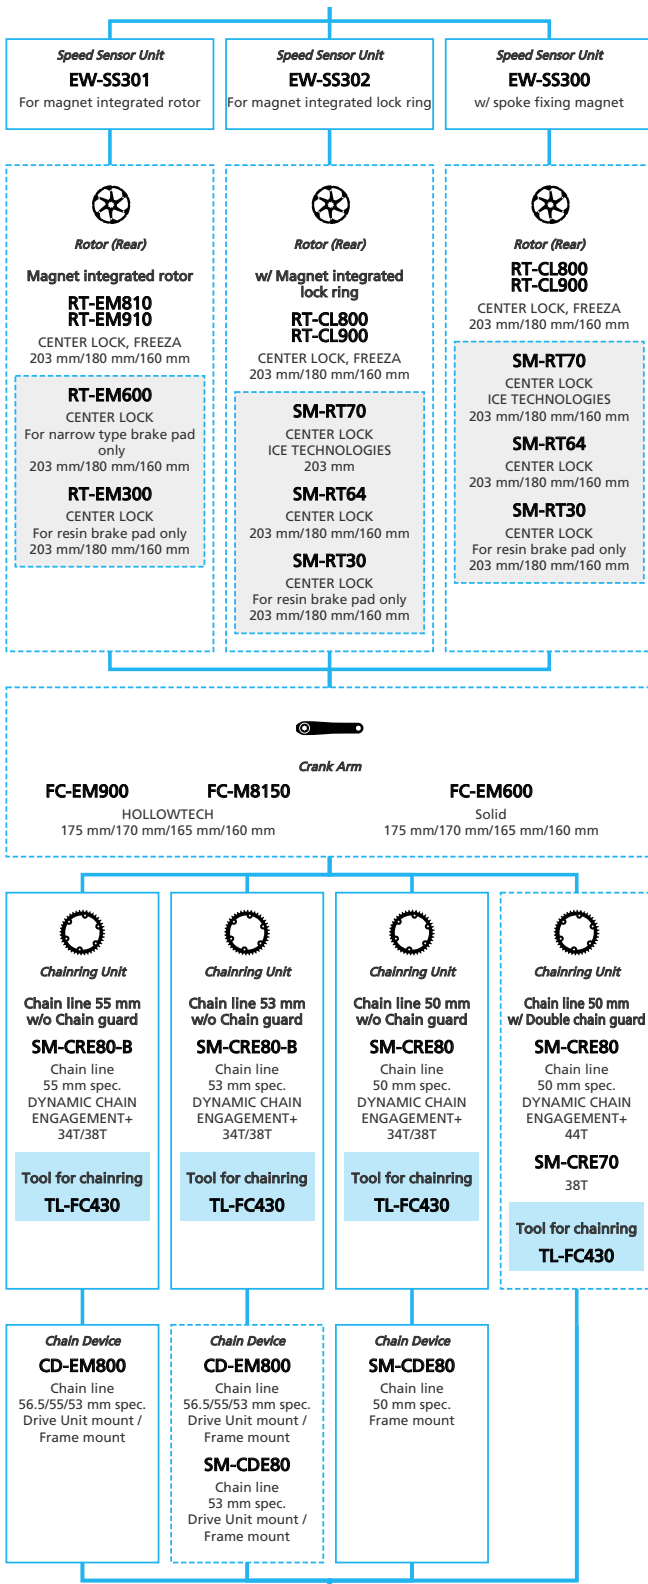 Speed Sensor Unit
EW-SS301
For magnet integrated rotor
Speed Sensor Unit
EW-SS302
For magnet integrated lock ring
Speed Sensor Unit
EW-SS300
w/ spoke fixing magnet
Rotor (Rear)
Magnet integrated rotor
RT-EM810
RT-EM910
CENTER LOCK, FREEZA
203 mm/180 mm/160 mm
RT-EM600
CENTER LOCK
For narrow type brake pad
only
203 mm/180 mm/160 mm
RT-EM300
CENTER LOCK
For resin brake pad only
203 mm/180 mm/160 mm
Rotor (Rear)
w/ Magnet integrated
lock ring
RT-CL800
RT-CL900
CENTER LOCK, FREEZA
203 mm/180 mm/160 mm
SM-RT70
CENTER LOCK
ICE TECHNOLOGIES
203 mm
SM-RT64
CENTER LOCK
203 mm/180 mm/160 mm
SM-RT30
CENTER LOCK
For resin brake pad only
203 mm/180 mm/160 mm
Rotor (Rear)
RT-CL800
RT-CL900
CENTER LOCK, FREEZA
203 mm/180 mm/160 mm
SM-RT70
CENTER LOCK
ICE TECHNOLOGIES
203 mm/180 mm/160 mm
SM-RT64
CENTER LOCK
203 mm/180 mm/160 mm
SM-RT30
CENTER LOCK
For resin brake pad only
203 mm/180 mm/160 mm
Crank Arm
FC-EM900
FC-M8150
HOLLOWTECH
175 mm/170 mm/165 mm/160 mm
FC-EM600
Solid
175 mm/170 mm/165 mm/160 mm
Chainring Unit
Chain line 55 mm
w/o Chain guard
SM-CRE80-B
Chain line
55 mm spec.
DYNAMIC CHAIN
ENGAGEMENT+
34T/38T
Tool for chainring
TL-FC430
Chainring Unit
Chain line 53 mm
w/o Chain guard
SM-CRE80-B
Chain line
53 mm spec.
DYNAMIC CHAIN
ENGAGEMENT+
34T/38T
Tool for chainring
TL-FC430
Chainring Unit
Chain line 50 mm
w/o Chain guard
SM-CRE80
Chain line
50 mm spec.
DYNAMIC CHAIN
ENGAGEMENT+
34T/38T
Tool for chainring
TL-FC430
Chainring Unit
Chain line 50 mm
w/ Double chain guard
SM-CRE80
Chain line
50 mm spec.
DYNAMIC CHAIN
ENGAGEMENT+
44T
SM-CRE70
38T
Tool for chainring
TL-FC430
Chain Device
CD-EM800
Chain line
56.5/55/53 mm spec.
Drive Unit mount /
Frame mount
Chain Device
CD-EM800
Chain line
56.5/55/53 mm spec.
Drive Unit mount /
Frame mount
SM-CDE80
Chain line
53 mm spec.
Drive Unit mount /
Frame mount
Chain Device
SM-CDE80
Chain line
50 mm spec.
Frame mount